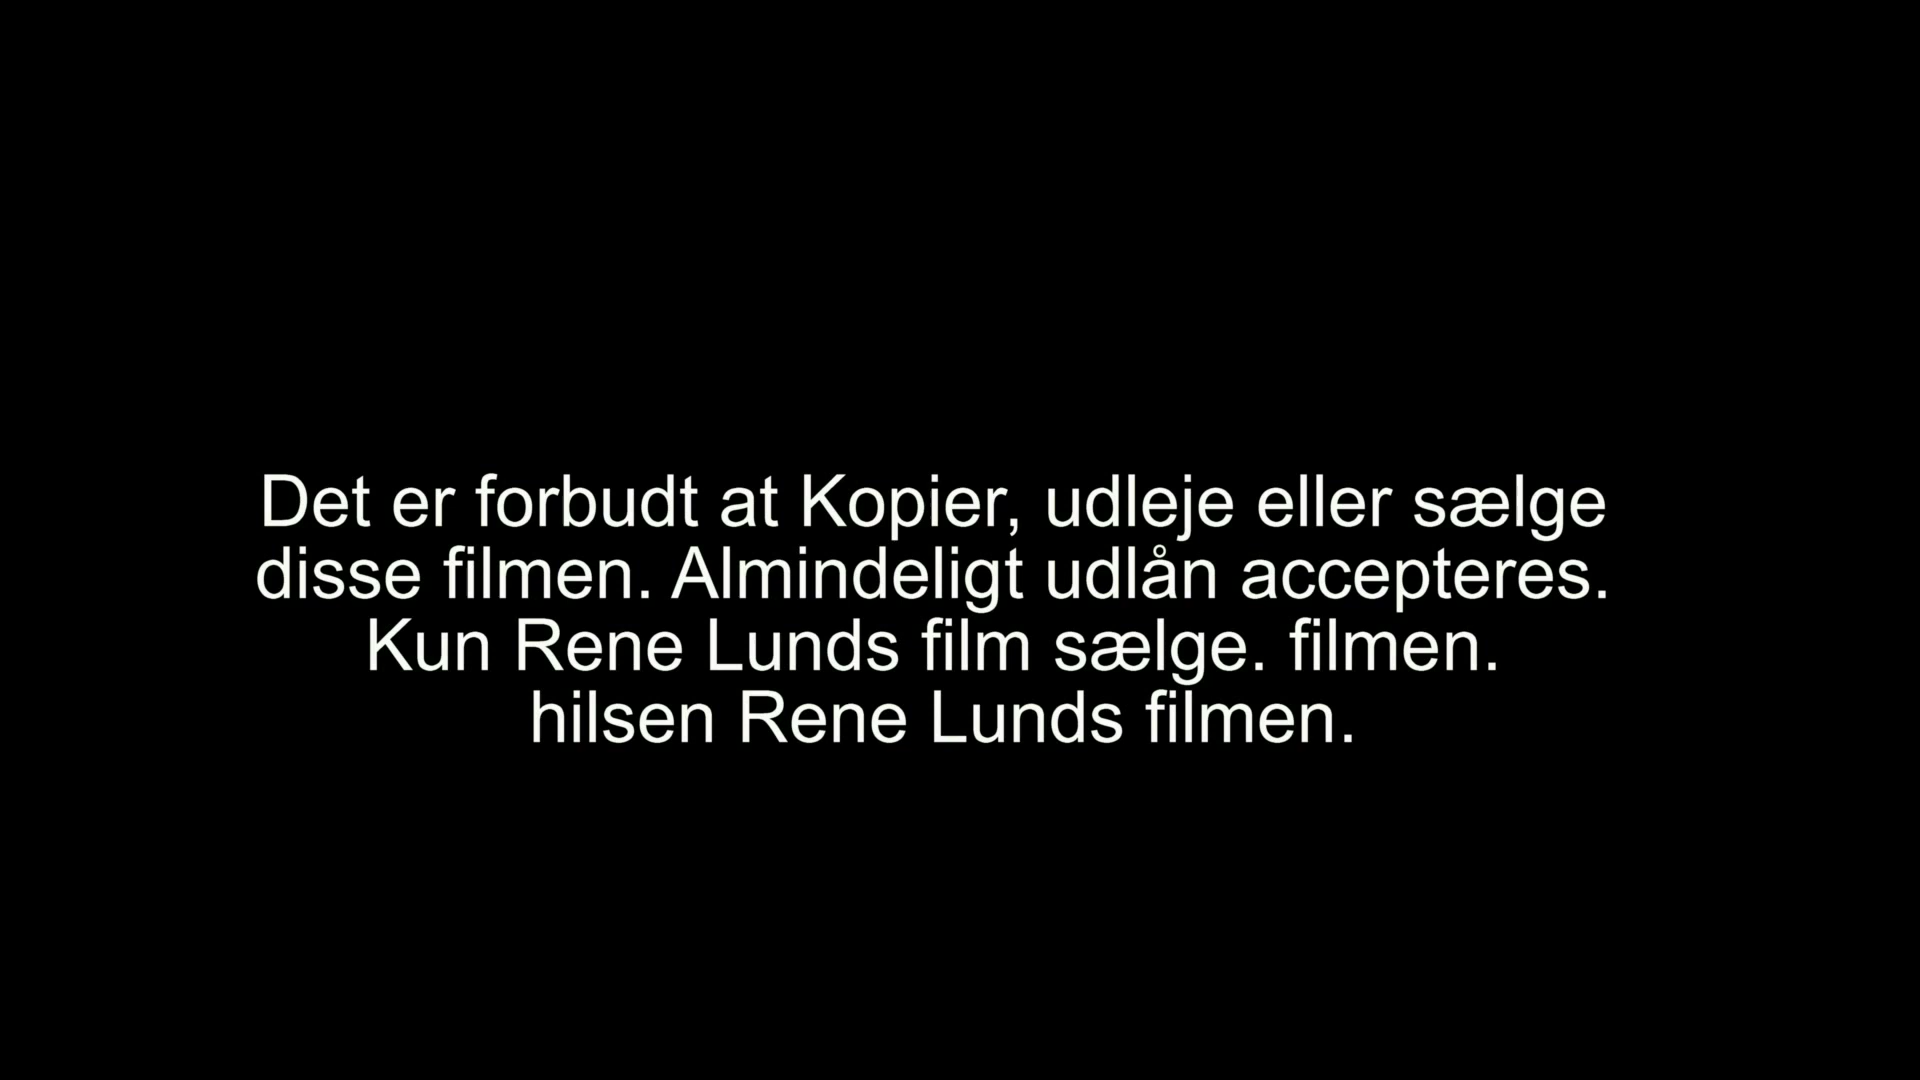 Det er forbudt at Kopier, udleje eller sælge
disse filmen. Almindeligt udlån accepteres.
Kun Rene Lunds film sælge. filmen.
hilsen Rene Lunds filmen.